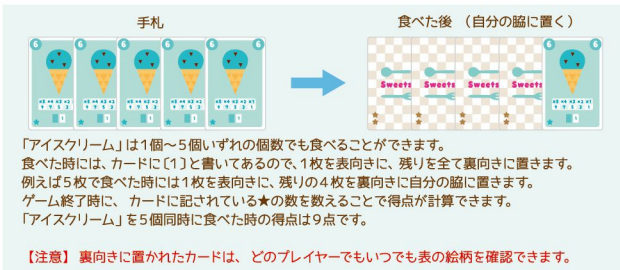 手札
食べた後 （自分の脇に置く）
6 6
Sweets Sweets Sweets Sweets
「アイスクリーム」は1個～5個いずれの個数でも食べることができます。
食べた時には、カードに〔1〕と書いてあるので、1枚を表向きに、残りを全て裏向きに置きます。
例えば5枚で食べた時には1枚を表向きに、残りの4枚を裏向きに自分の脇に置きます。
ゲーム終了時に、カードに記されている★の数を数えることで得点が計算できます。
「アイスクリーム」を5個同時に食べた時の得点は9点です。
【注意】 裏向きに置かれたカードは、どのプレイヤーでもいつでも表の絵柄を確認できます。